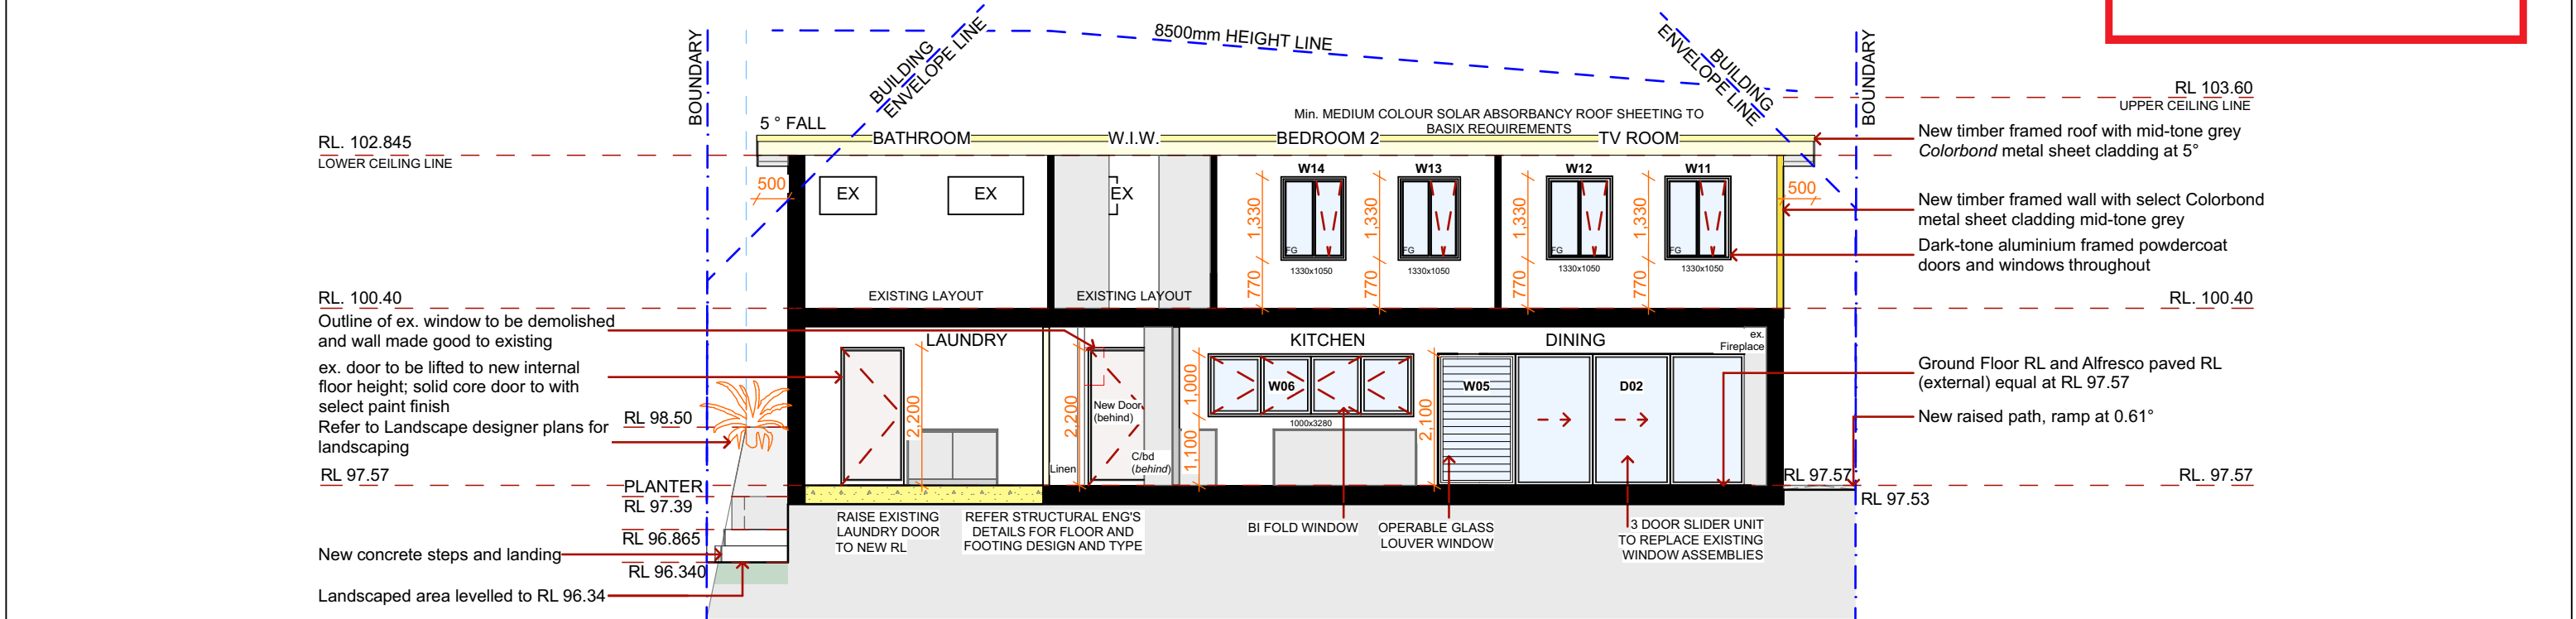 8500mm HEIGHT LINE
BOUNDARY
BUILDING
ENVELOPE LINE
BUILDING
ENVELOPE LINE
BOUNDARY
RL 103.60
UPPER CEILING LINE
Min. MEDIUM COLOUR SOLAR ABSORBANCY ROOF SHEETING TO
BASIX REQUIREMENTS
5 ° FALL
BATHROOM
W.I.W.
BEDROOM 2
TV ROOM
RL. 102.845
LOWER CEILING LINE
New timber framed roof with mid-tone grey
Colorbond metal sheet cladding at 5°
500
EX
EX
EX
W14
W13
W12
W11
500
New timber framed wall with select Colorbond
metal sheet cladding mid-tone grey
1,330
1,330
1,330
1,330
FG
FG
FG
FG
1330x1050
1330x1050
1330x1050
1330x1050
770
770
770
770
Dark-tone aluminium framed powdercoat
doors and windows throughout
EXISTING LAYOUT
EXISTING LAYOUT
RL. 100.40
RL. 100.40
Outline of ex. window to be demolished
and wall made good to existing
LAUNDRY
KITCHEN
DINING
ex.
Fireplace
ex. door to be lifted to new internal
floor height; solid core door to with
select paint finish
Ground Floor RL and Alfresco paved RL
(external) equal at RL 97.57
2,200
2,200
New Door
(behind)
1,000
W06
1000x3280
2,100
W05
D02
New raised path, ramp at 0.61°
RL 98.50
Refer to Landscape designer plans for
landscaping
1,100
Linen
C/bd
(behind)
RL 97.57
RL 97.57
RL. 97.57
PLANTER
RL 97.39
RL 97.53
RAISE EXISTING
LAUNDRY DOOR
TO NEW RL
REFER STRUCTURAL ENG'S
DETAILS FOR FLOOR AND
FOOTING DESIGN AND TYPE
BI FOLD WINDOW
OPERABLE GLASS
LOUVER WINDOW
3 DOOR SLIDER UNIT
TO REPLACE EXISTING
WINDOW ASSEMBLIES
RL 96.865
New concrete steps and landing
RL 96.340
Landscaped area levelled to RL 96.34